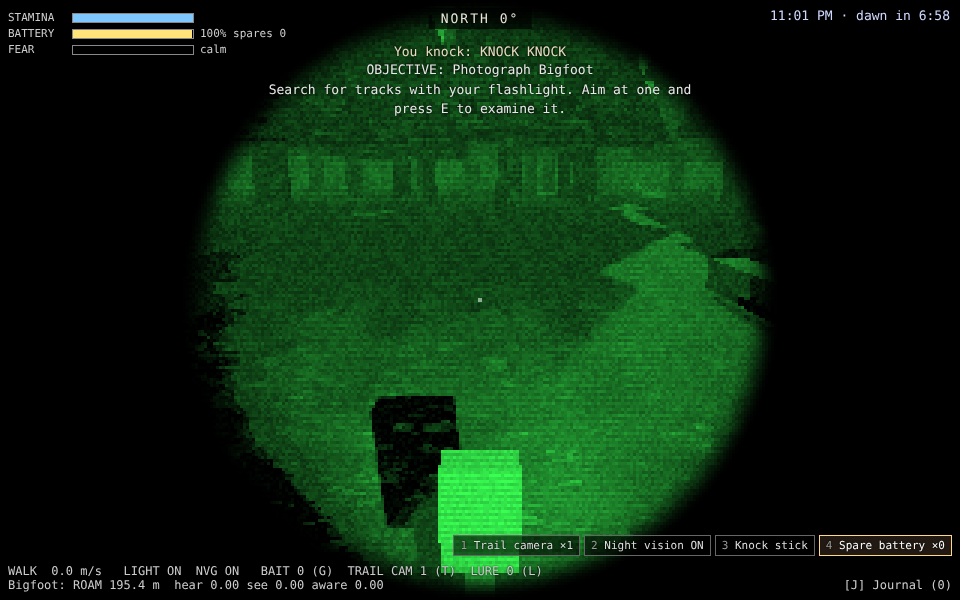 STAMINA
BATTERY 100% spares 0
FEAR calm
NORTH 0°
11:01 PM · dawn in 6:58
You knock: KNOCK KNOCK
OBJECTIVE: Photograph Bigfoot
Search for tracks with your flashlight. Aim at one and
press E to examine it.
1 Trail camera ×1
2 Night vision ON
3 Knock stick
4 Spare battery ×0
WALK 0.0 m/s LIGHT ON NVG ON BAIT 0 (G) TRAIL CAM 1 (T) LURE 0 (L)
Bigfoot: ROAM 195.4 m hear 0.00 see 0.00 aware 0.00
[J] Journal (0)